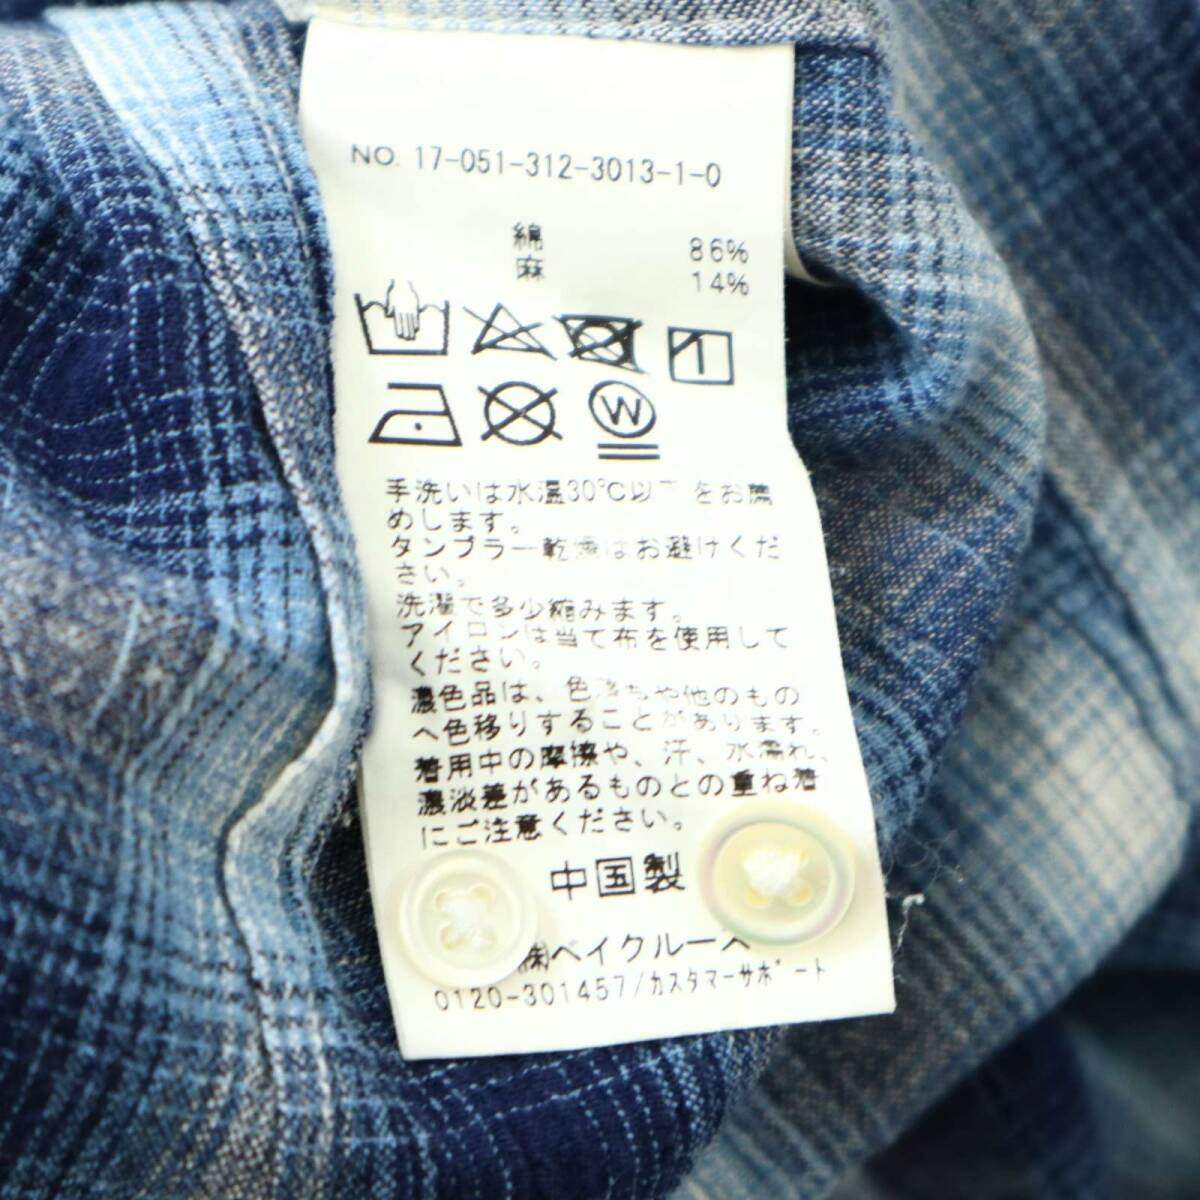 NO. 17-051-312-3013-1-0
綿 86%
麻 14%
W
手洗いは水温30℃以下をお薦
めします。
タンブラー乾燥はお避けくだ
さい。
洗濯で多少縮みます。
アイロンは当て布を使用して
ください。
濃色品は、色落ちや他のもの
へ色移りすることがあります。
着用中の摩擦や、汗、水濡れ、
濃淡差があるものとの重ね着
にご注意ください。
中国製
㈱ベイクルーズ
0120-301457/カスタマーサポート